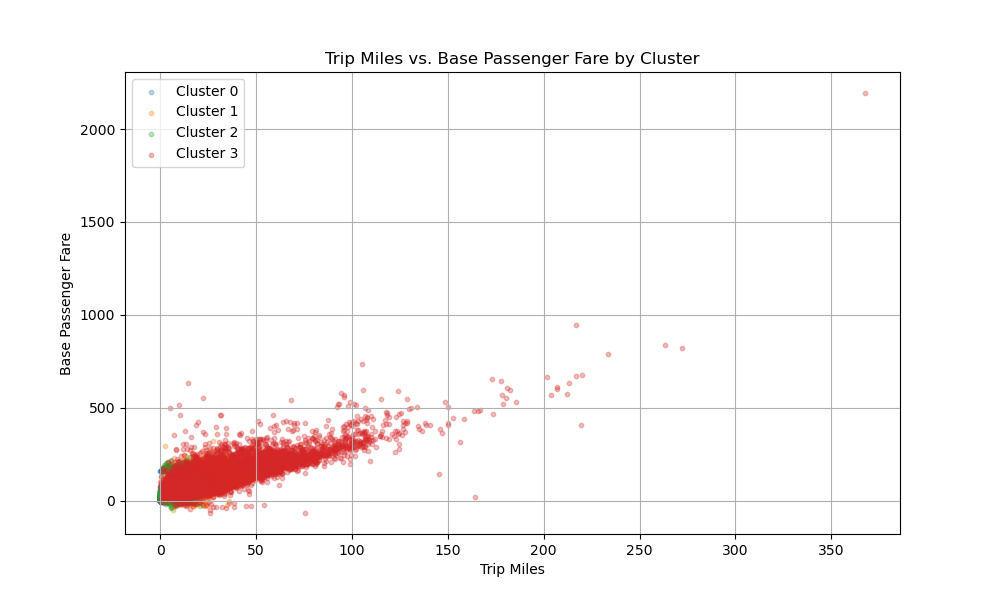 Trip Miles vs. Base Passenger Fare by Cluster
Cluster 0
Cluster 1
Cluster 2
Cluster 3
Base Passenger Fare
2000
1500
1000
500
0
0 50 100 150 200 250 300 350
Trip Miles